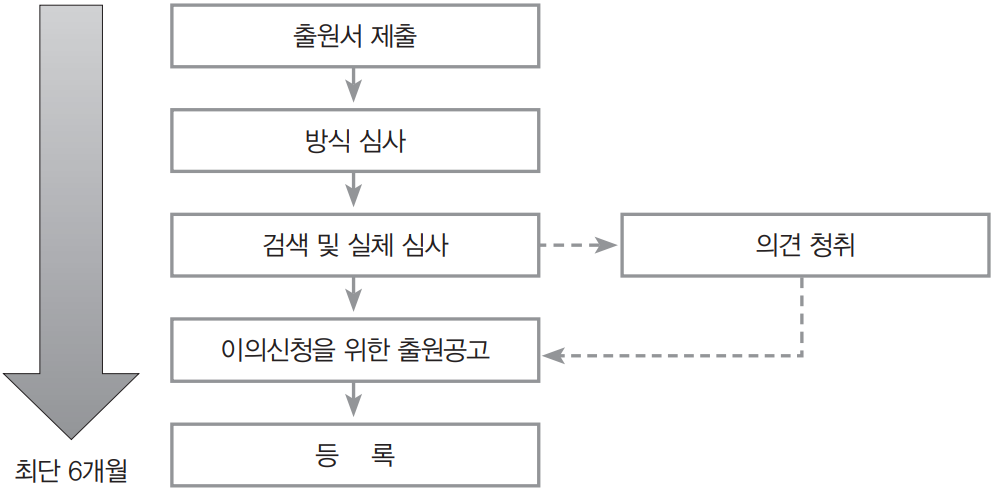 출원서 제출
방식 심사
검색 및 실체 심사
의견 청취
이의신청을 위한 출원공고
등 록
최단 6개월